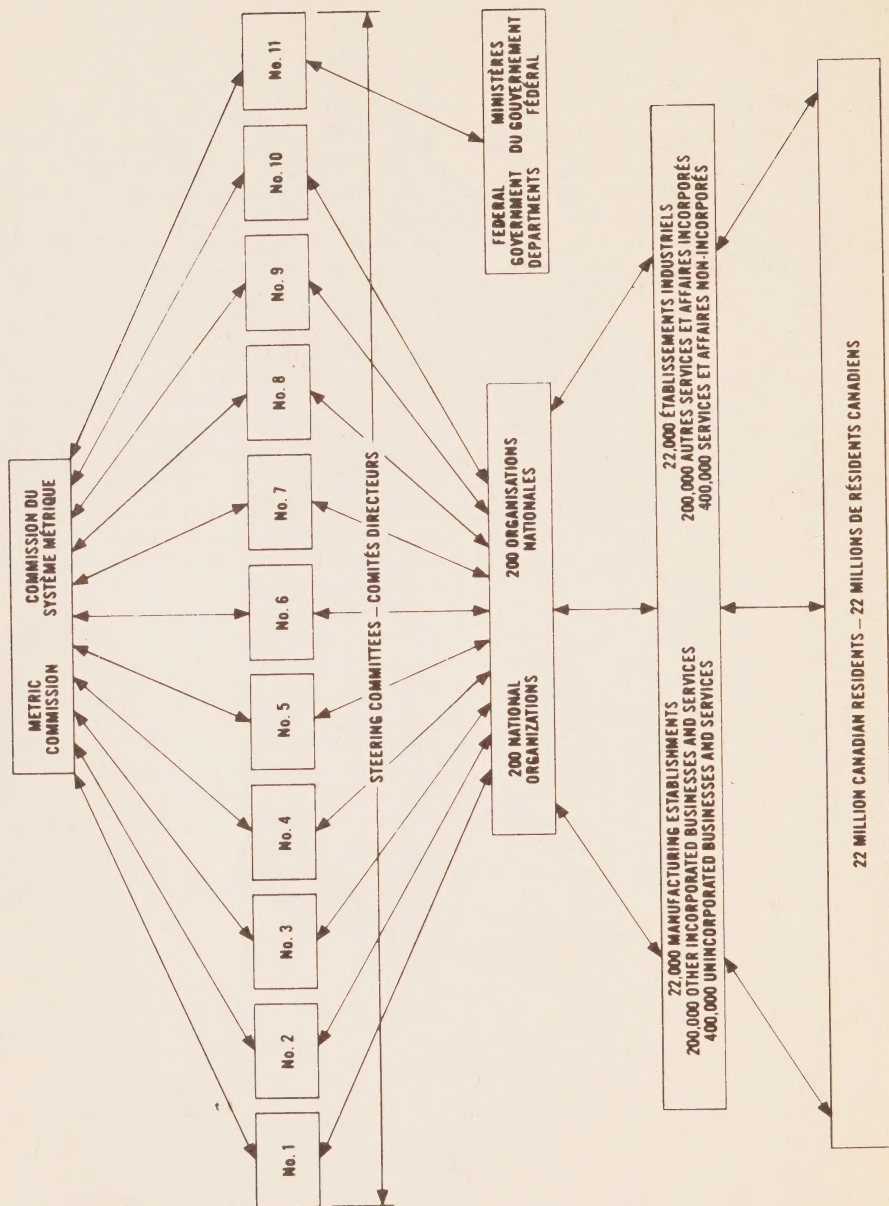 METRIC
COMMISSION
COMMISSION DU
SYSTÈME MÉTRIQUE
No. 1
No. 2
No. 3
No. 4
No. 5
No. 6
No. 7
No. 8
No. 9
No. 10
No. 11
STEERING COMMITTEES – COMITÉS DIRECTEURS
200 NATIONAL
ORGANIZATIONS
200 ORGANISATIONS
NATIONALES
FEDERAL
GOVERNMENT
DEPARTMENTS
MINISTÈRES
DU GOUVERNEMENT
FÉDÉRAL
22,000 MANUFACTURING ESTABLISHMENTS
200,000 OTHER INCORPORATED BUSINESSES AND SERVICES
400,000 UNINCORPORATED BUSINESSES AND SERVICES
22,000 ÉTABLISSEMENTS INDUSTRIELS
200,000 AUTRES SERVICES ET AFFAIRES INCORPORÉS
400,000 SERVICES ET AFFAIRES NON-INCORPORÉS
22 MILLION CANADIAN RESIDENTS – 22 MILLIONS DE RÉSIDENTS CANADIENS